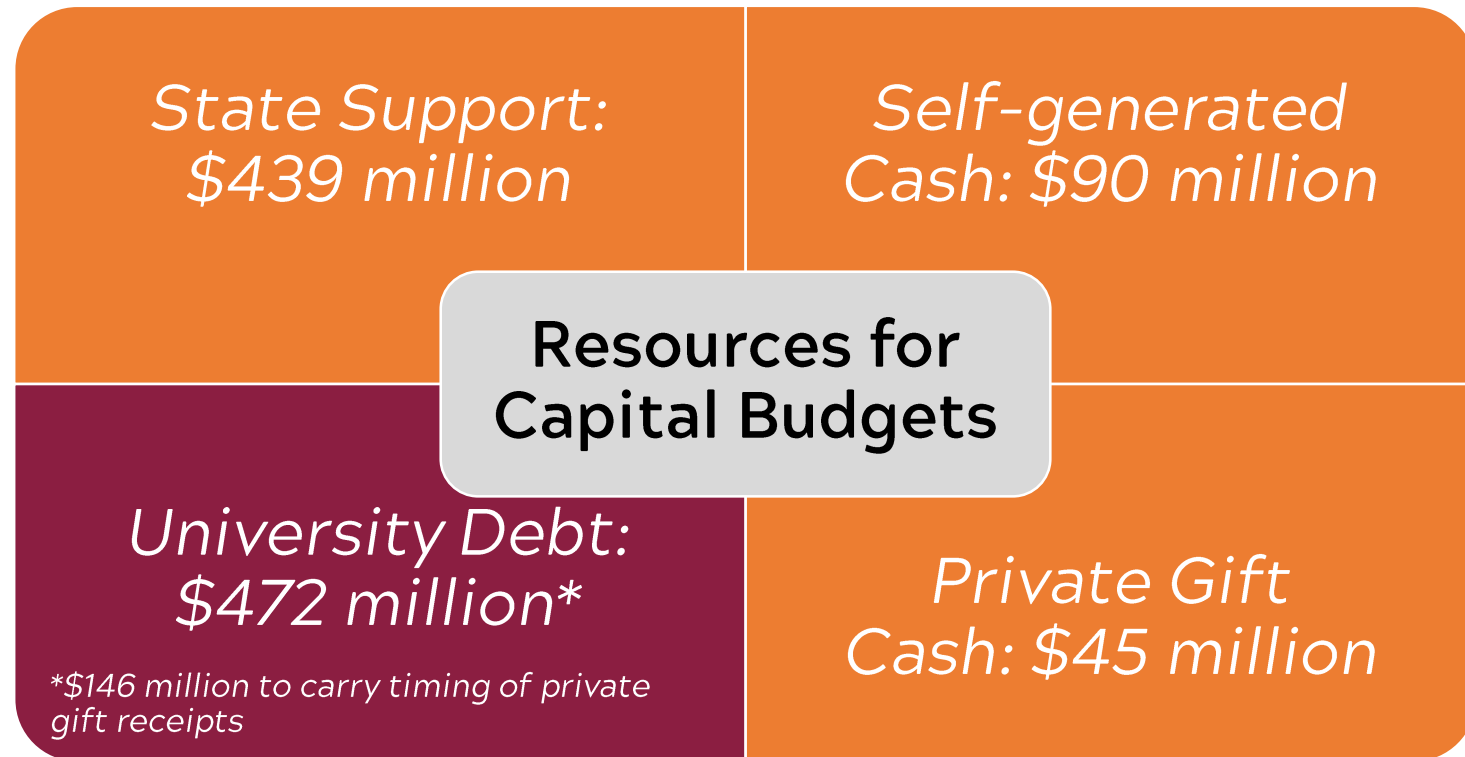 State Support:
$439 million
Self-generated
Cash: $90 million
Resources for
Capital Budgets
University Debt:
$472 million*
*$146 million to carry timing of private
gift receipts
Private Gift
Cash: $45 million